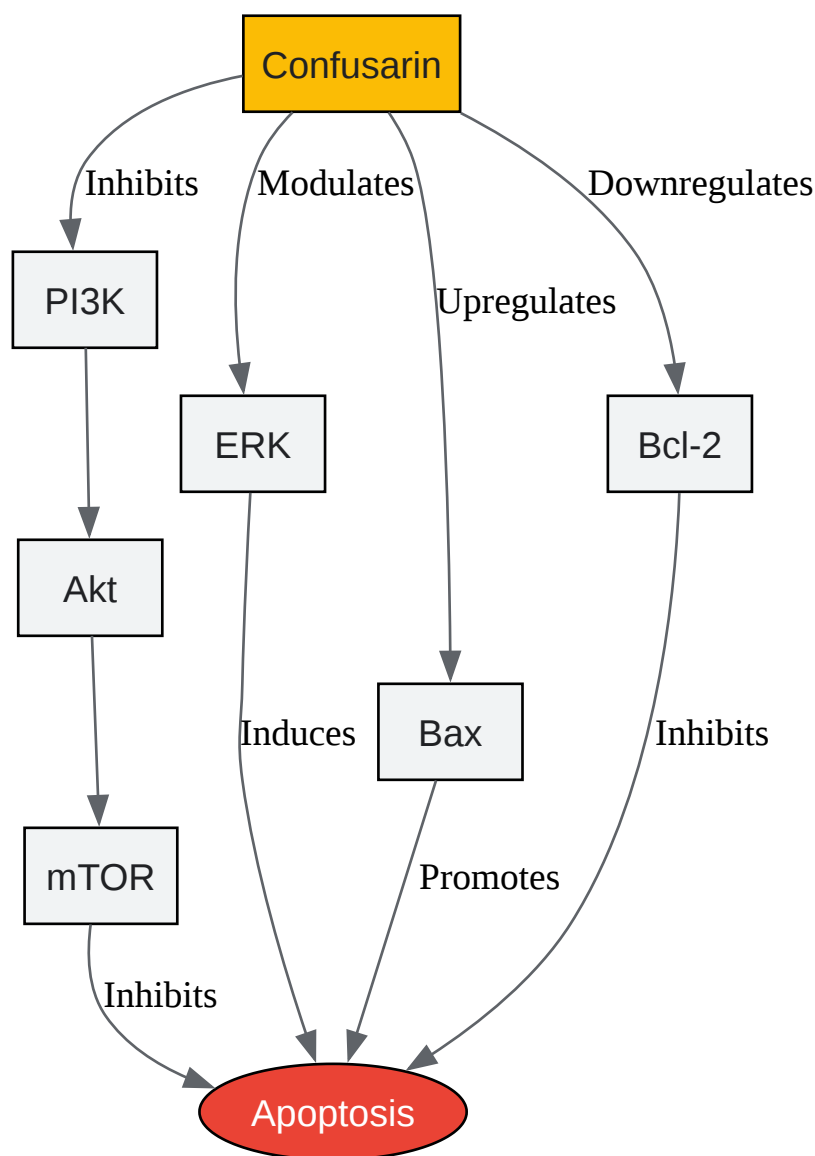 Confusarin
Inhibits
Modulates
Downregulates
PI3K
Upregulates
ERK
Bcl-2
Akt
Induces
Bax
Inhibits
mTOR
Promotes
Inhibits
Apoptosis